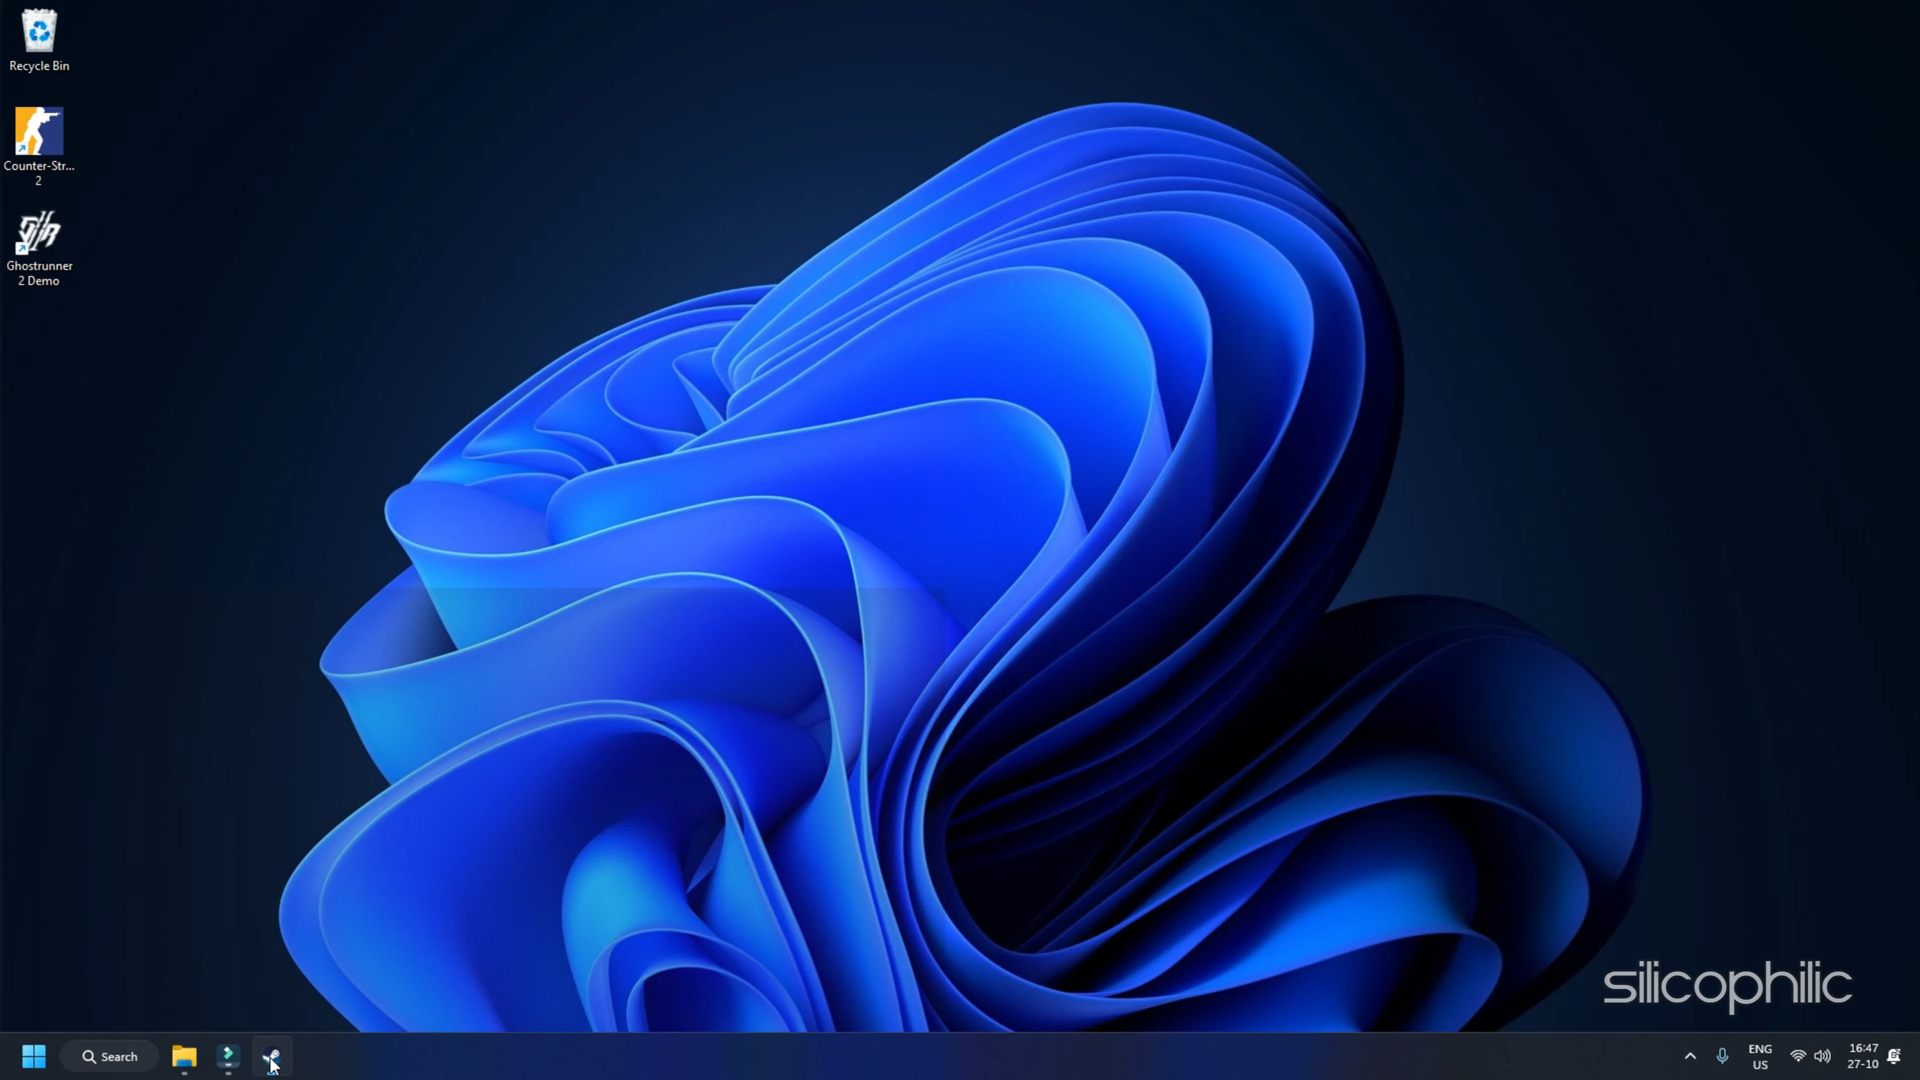 Recycle Bin
Counter-Str...
2
Ghostrunner
2 Demo
silicophilic
Search
ENG
US
16:47
27-10